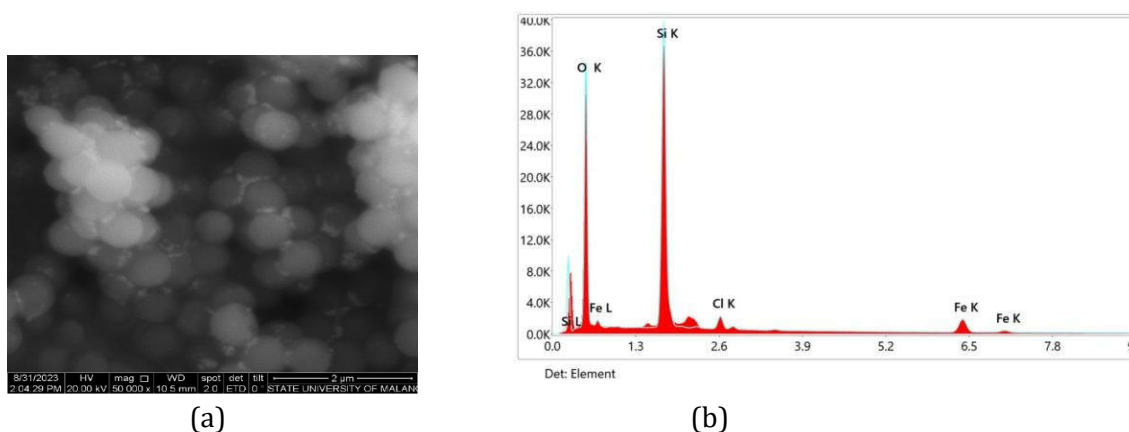 8/31/2023 HV mag □ WD spot det tilt 2 µm
2:04:29 PM 20.00 kV 50 000 x 10.5 mm 2.0 ETD 0 ° STATE UNIVERSITY OF MALANG
(a)
40.0K
36.0K
32.0K
28.0K
24.0K
20.0K
16.0K
12.0K
8.0K
4.0K
0.0K
Si L
O K
Fe L
Si K
Cl K
Fe K
Fe K
0.0 1.3 2.6 3.9 5.2 6.5 7.8
Det: Element
(b)